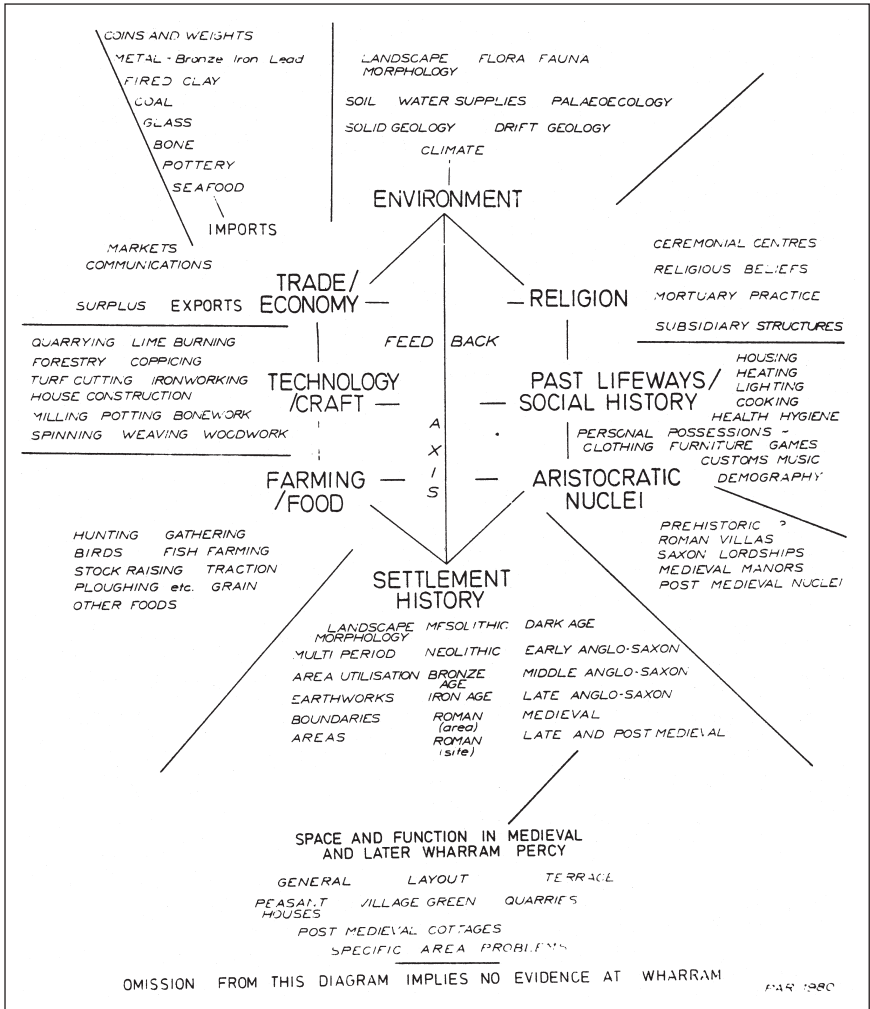 COINS AND WEIGHTS
METAL - Bronze Iron Lead
FIRED CLAY
COAL
GLASS
BONE
POTTERY
SEAFOOD
IMPORTS
MARKETS
COMMUNICATIONS
SURPLUS EXPORTS
LANDSCAPE MORPHOLOGY FLORA FAUNA
SOIL WATER SUPPLIES PALAEOECOLOGY
SOLID GEOLOGY DRIFT GEOLOGY
CLIMATE
ENVIRONMENT
TRADE/
ECONOMY
CEREMONIAL CENTRES
RELIGIOUS BELIEFS
MORTUARY PRACTICE
SUBSIDIARY STRUCTURES
RELIGION
FEED BACK
AXIS
QUARRYING LIME BURNING
FORESTRY COPPICING
TURF CUTTING IRONWORKING
HOUSE CONSTRUCTION
MILLING POTTING BONEWORK
SPINNING WEAVING WOODWORK
TECHNOLOGY
/CRAFT
PAST LIFEWAYS/
SOCIAL HISTORY
HOUSING
HEATING
LIGHTING
COOKING
HEALTH HYGIENE
PERSONAL POSSESSIONS -
CLOTHING FURNITURE GAMES
CUSTOMS MUSIC
DEMOGRAPHY
FARMING
/FOOD
ARISTOCRATIC
NUCLEI
HUNTING GATHERING
BIRDS FISH FARMING
STOCK RAISING TRACTION
PLOUGHING etc. GRAIN
OTHER FOODS
PREHISTORIC ?
ROMAN VILLAS
SAXON LORDSHIPS
MEDIEVAL MANORS
POST MEDIEVAL NUCLEI
SETTLEMENT
HISTORY
LANDSCAPE MORPHOLOGY MESOLITHIC DARK AGE
MULTI PERIOD NEOLITHIC EARLY ANGLO-SAXON
AREA UTILISATION BRONZE AGE MIDDLE ANGLO-SAXON
EARTHWORKS IRON AGE LATE ANGLO-SAXON
BOUNDARIES ROMAN (area) MEDIEVAL
AREAS ROMAN (site) LATE AND POST MEDIEVAL
SPACE AND FUNCTION IN MEDIEVAL
AND LATER WHARRAM PERCY
GENERAL LAYOUT TERRACE
PEASANT HOUSES VILLAGE GREEN QUARRIES
POST MEDIEVAL COTTAGES
SPECIFIC AREA PROBLEMS
OMISSION FROM THIS DIAGRAM IMPLIES NO EVIDENCE AT WHARRAM
PAR 1980